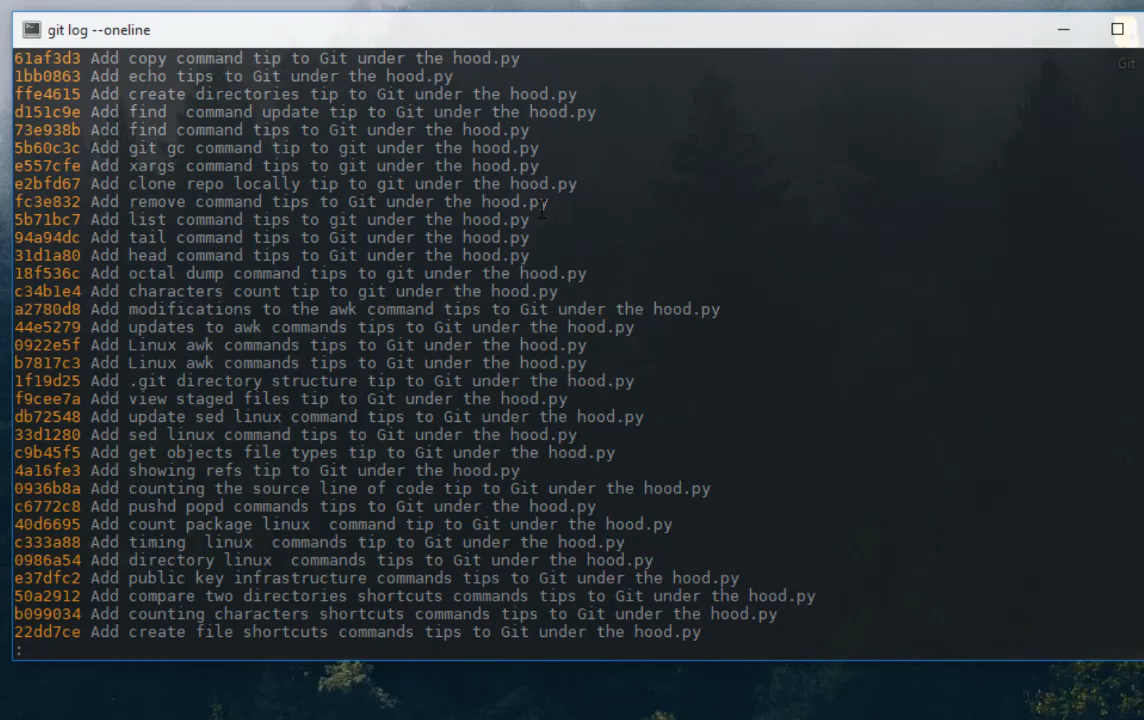 git log --oneline
Git
61af3d3 Add copy command tip to Git under the hood.py
1bb0863 Add echo tips to Git under the hood.py
ffe4615 Add create directories tip to Git under the hood.py
d151c9e Add find  command update tip to Git under the hood.py
73e938b Add find command tips to Git under the hood.py
5b60c3c Add git gc command tip to git under the hood.py
e557cfe Add xargs command tips to git under the hood.py
e2bfd67 Add clone repo locally tip to git under the hood.py
fc3e832 Add remove command tips to Git under the hood.py
5b71bc7 Add list command tips to git under the hood.py
94a94dc Add tail command tips to Git under the hood.py
31d1a80 Add head command tips to Git under the hood.py
18f536c Add octal dump command tips to git under the hood.py
c34b1e4 Add characters count tip to git under the hood.py
a2780d8 Add modifications to the awk command tips to Git under the hood.py
44e5279 Add updates to awk commands tips to Git under the hood.py
0922e5f Add Linux awk commands tips to Git under the hood.py
b7817c3 Add Linux awk commands tips to Git under the hood.py
1f19d25 Add .git directory structure tip to Git under the hood.py
f9cee7a Add view staged files tip to Git under the hood.py
db72548 Add update sed linux command tips to Git under the hood.py
33d1280 Add sed linux command tips to Git under the hood.py
c9b45f5 Add get objects file types tip to Git under the hood.py
4a16fe3 Add showing refs tip to Git under the hood.py
0936b8a Add counting the source line of code tip to Git under the hood.py
c6772c8 Add pushd popd commands tips to Git under the hood.py
40d6695 Add count package linux  command tip to Git under the hood.py
c333a88 Add timing  linux  commands tip to Git under the hood.py
0986a54 Add directory linux  commands tips to Git under the hood.py
e37dfc2 Add public key infrastructure commands tips to Git under the hood.py
50a2912 Add compare two directories shortcuts commands tips to Git under the hood.py
b099034 Add counting characters shortcuts commands tips to Git under the hood.py
22dd7ce Add create file shortcuts commands tips to Git under the hood.py
: